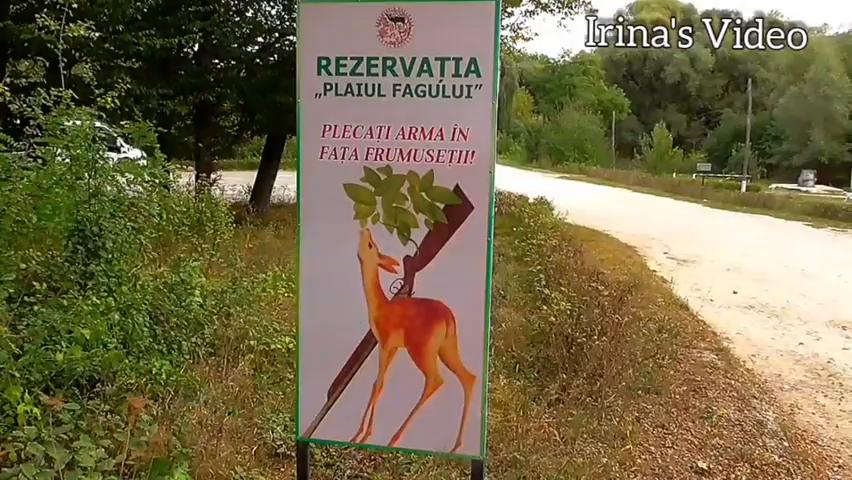 Irina's Video
REZERVAȚIA
„PLAIUL FAGULUI”
PLECAȚI ARMA ÎN
FAȚA FRUMUSEȚII!